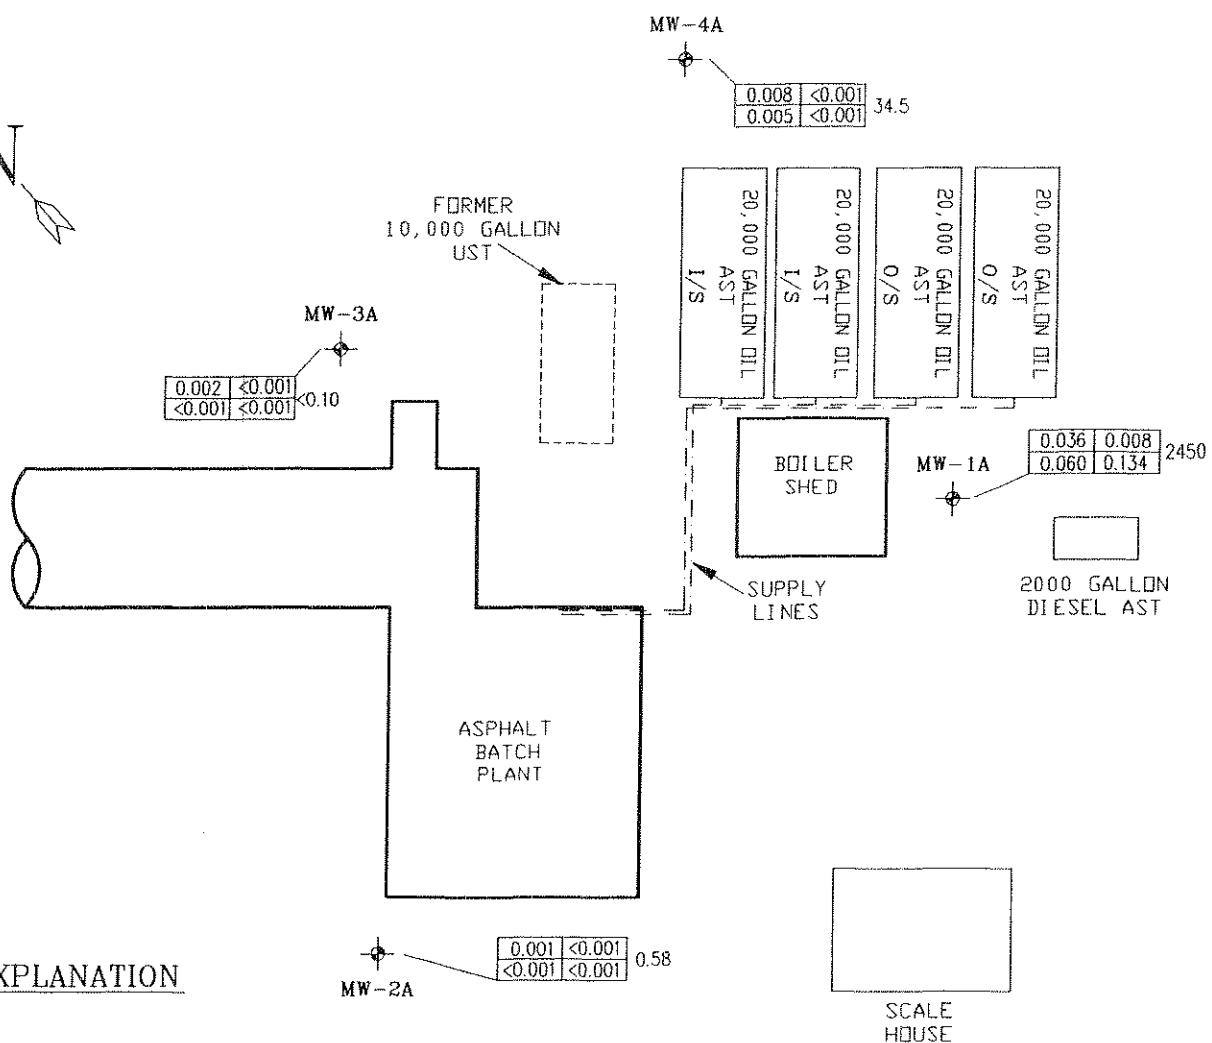 MW-4A
0.008 <0.001
0.005 <0.001
34.5
N
FORMER
10,000 GALLON
UST
20,000 GALLON OIL
AST
I/S
20,000 GALLON OIL
AST
I/S
20,000 GALLON OIL
AST
O/S
20,000 GALLON OIL
AST
O/S
MW-3A
0.002 <0.001
<0.001 <0.001
<0.10
BOILER
SHED
MW-1A
0.036 0.008
0.060 0.134
2450
SUPPLY
LINES
2000 GALLON
DIESEL AST
ASPHALT
BATCH
PLANT
0.001 <0.001
<0.001 <0.001
0.58
MW-2A
XPLANATION
SCALE
HOUSE